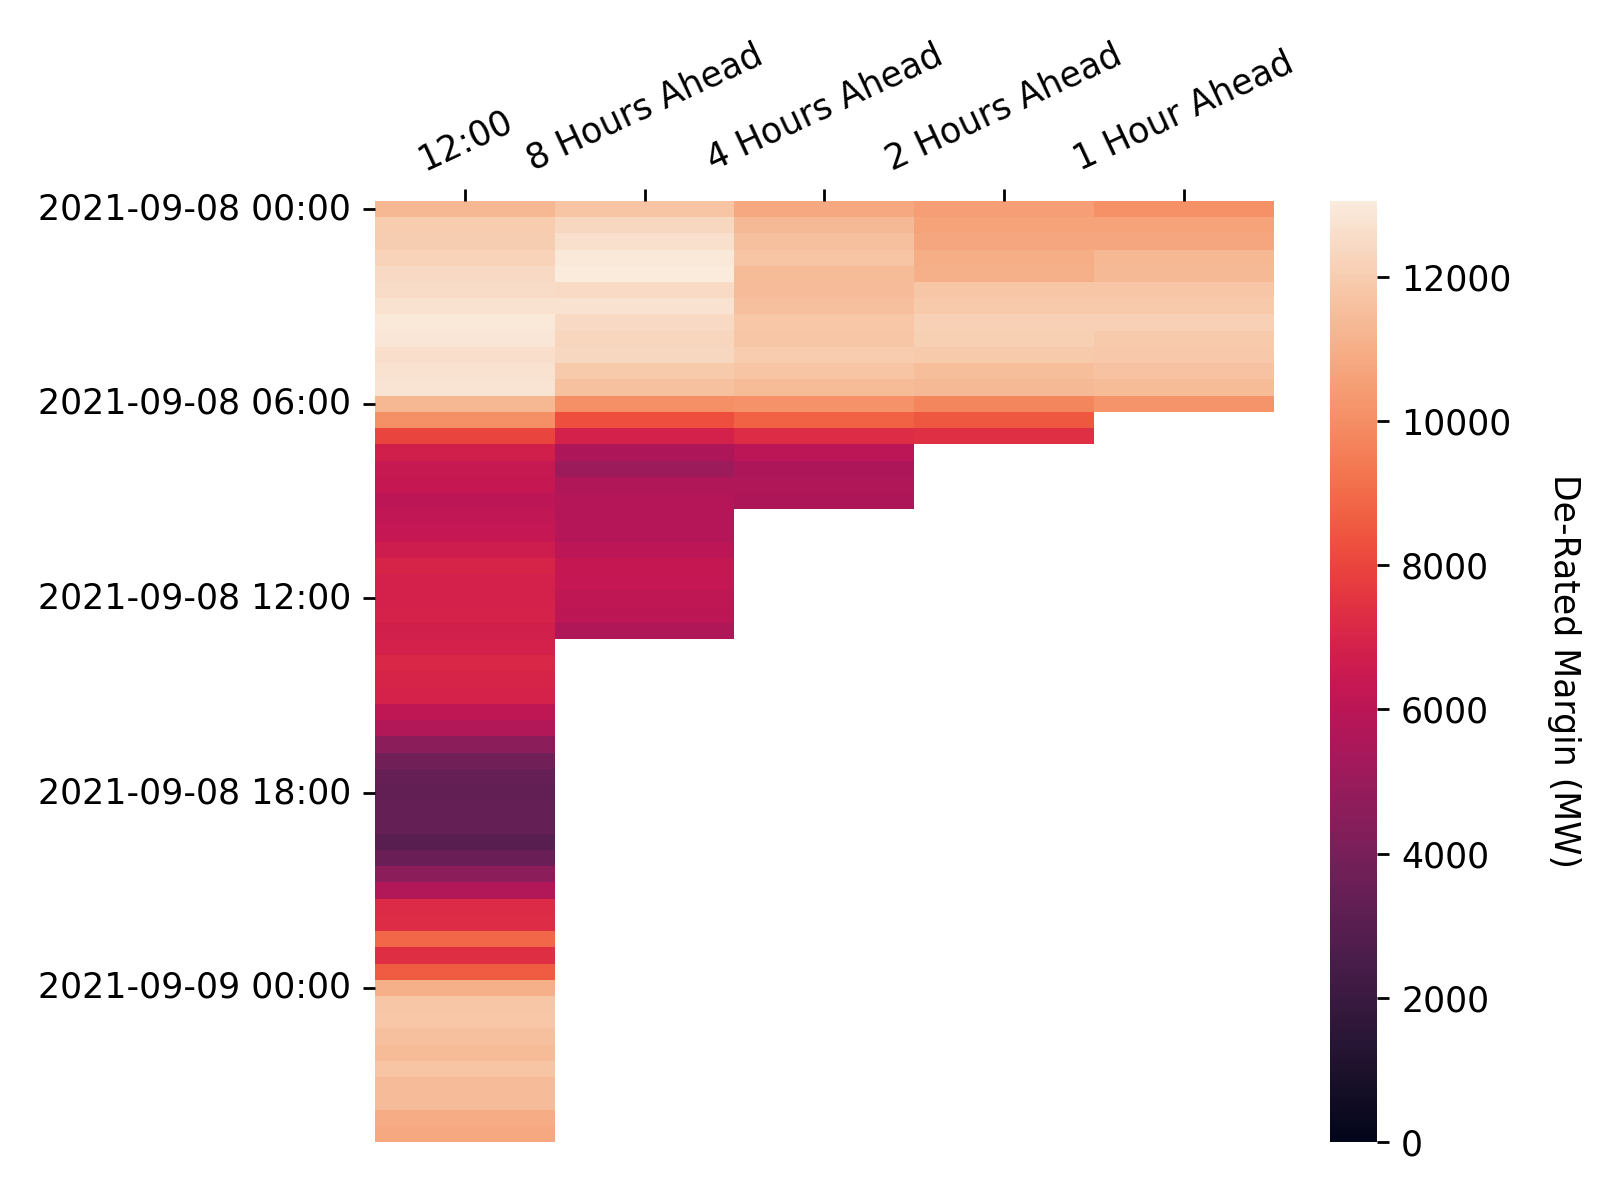 12:00
8 Hours Ahead
4 Hours Ahead
2 Hours Ahead
1 Hour Ahead
2021-09-08 00:00
2021-09-08 06:00
2021-09-08 12:00
2021-09-08 18:00
2021-09-09 00:00
12000
10000
8000
6000
4000
2000
0
De-Rated Margin (MW)